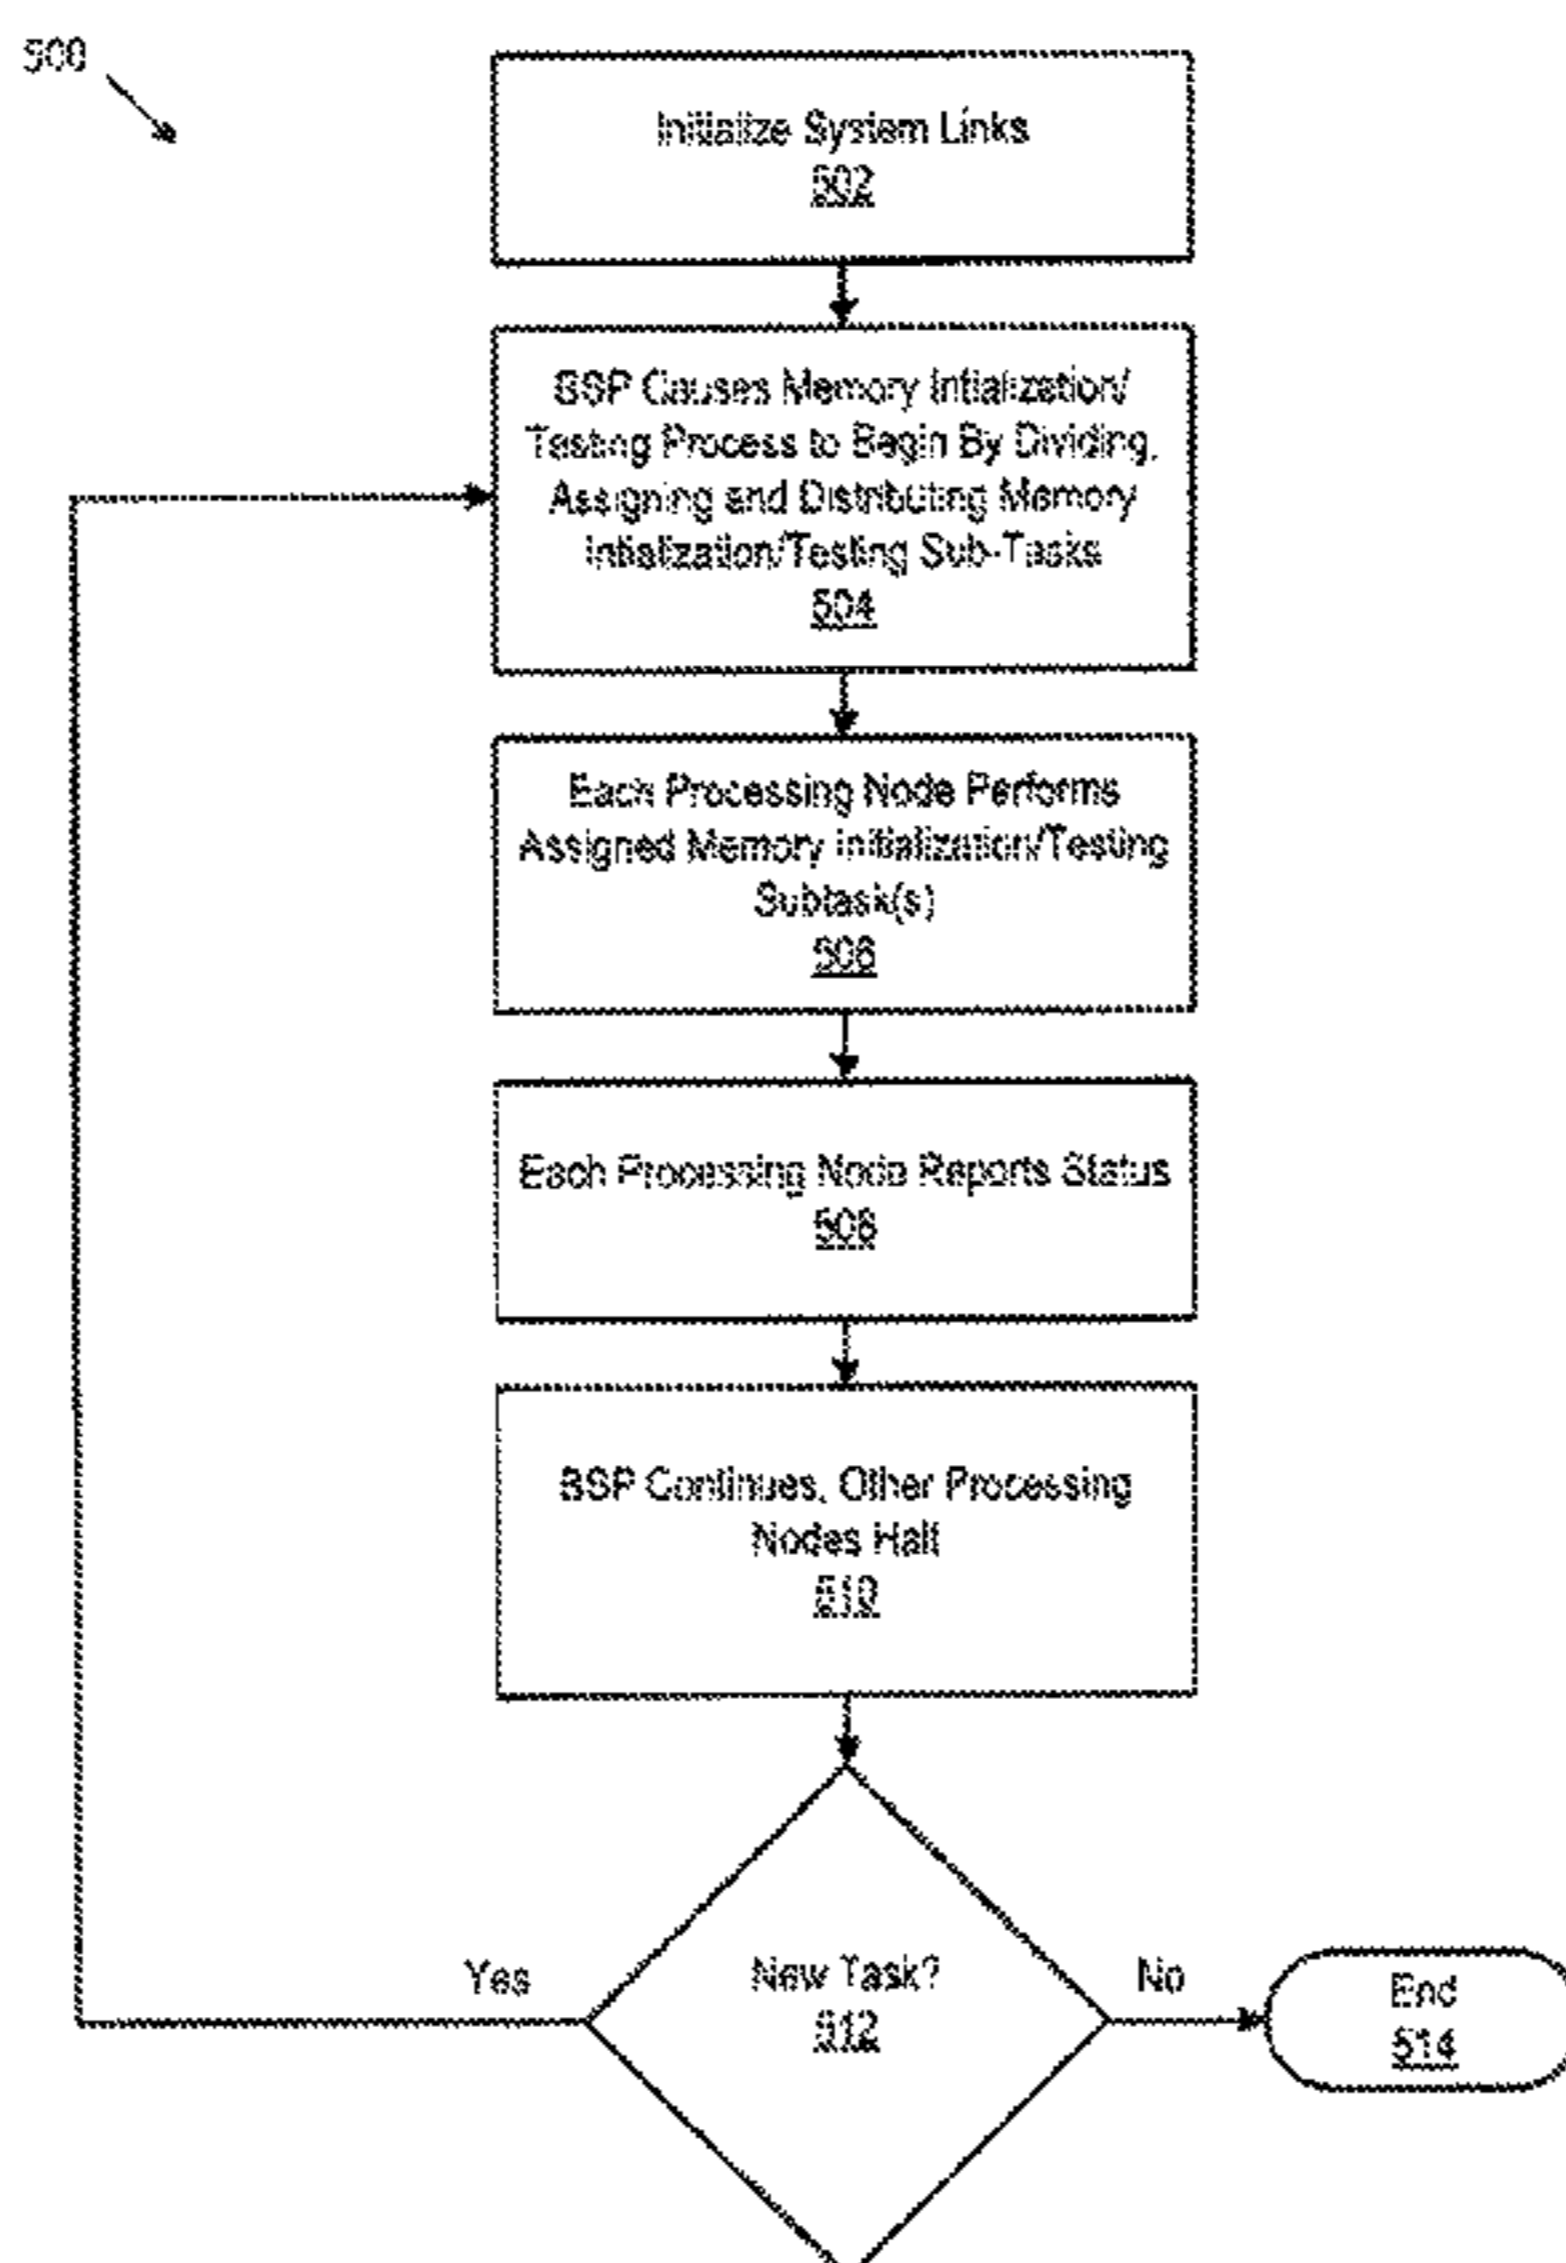 500
Initialize System Links
502
BSP Causes Memory Intialization/
Testing Process to Begin By Dividing,
Assigning and Distributing Memory
Intialization/Testing Sub-Tasks
504
Each Processing Node Performs
Assigned Memory Initialization/Testing
Subtask(s)
506
Each Processing Node Reports Status
508
BSP Continues, Other Processing
Nodes Halt
510
New Task?
512
Yes
No
End
514